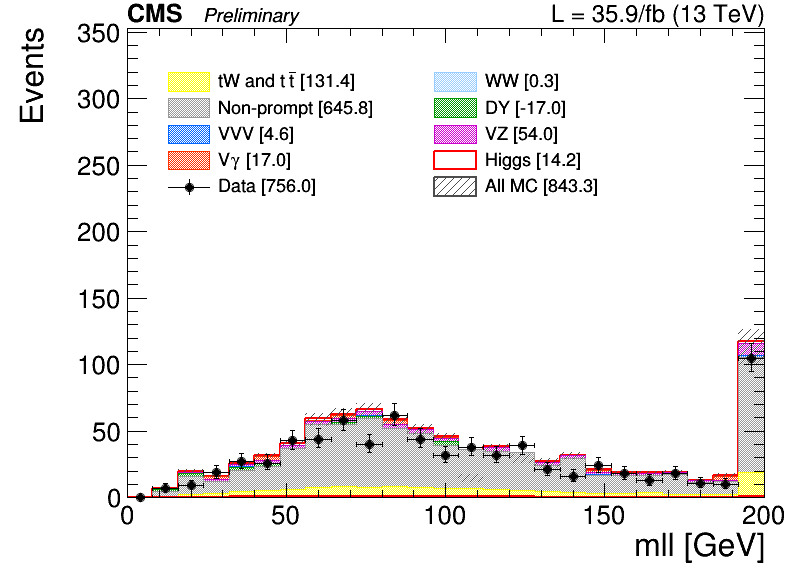 CMS Preliminary L = 35.9/fb (13 TeV)
Events
350
300
250
200
150
100
50
0
tW and tt̅ [131.4]
Non-prompt [645.8]
VVV [4.6]
Vγ [17.0]
Data [756.0]
WW [0.3]
DY [-17.0]
VZ [54.0]
Higgs [14.2]
All MC [843.3]
0 50 100 150 200
mll [GeV]